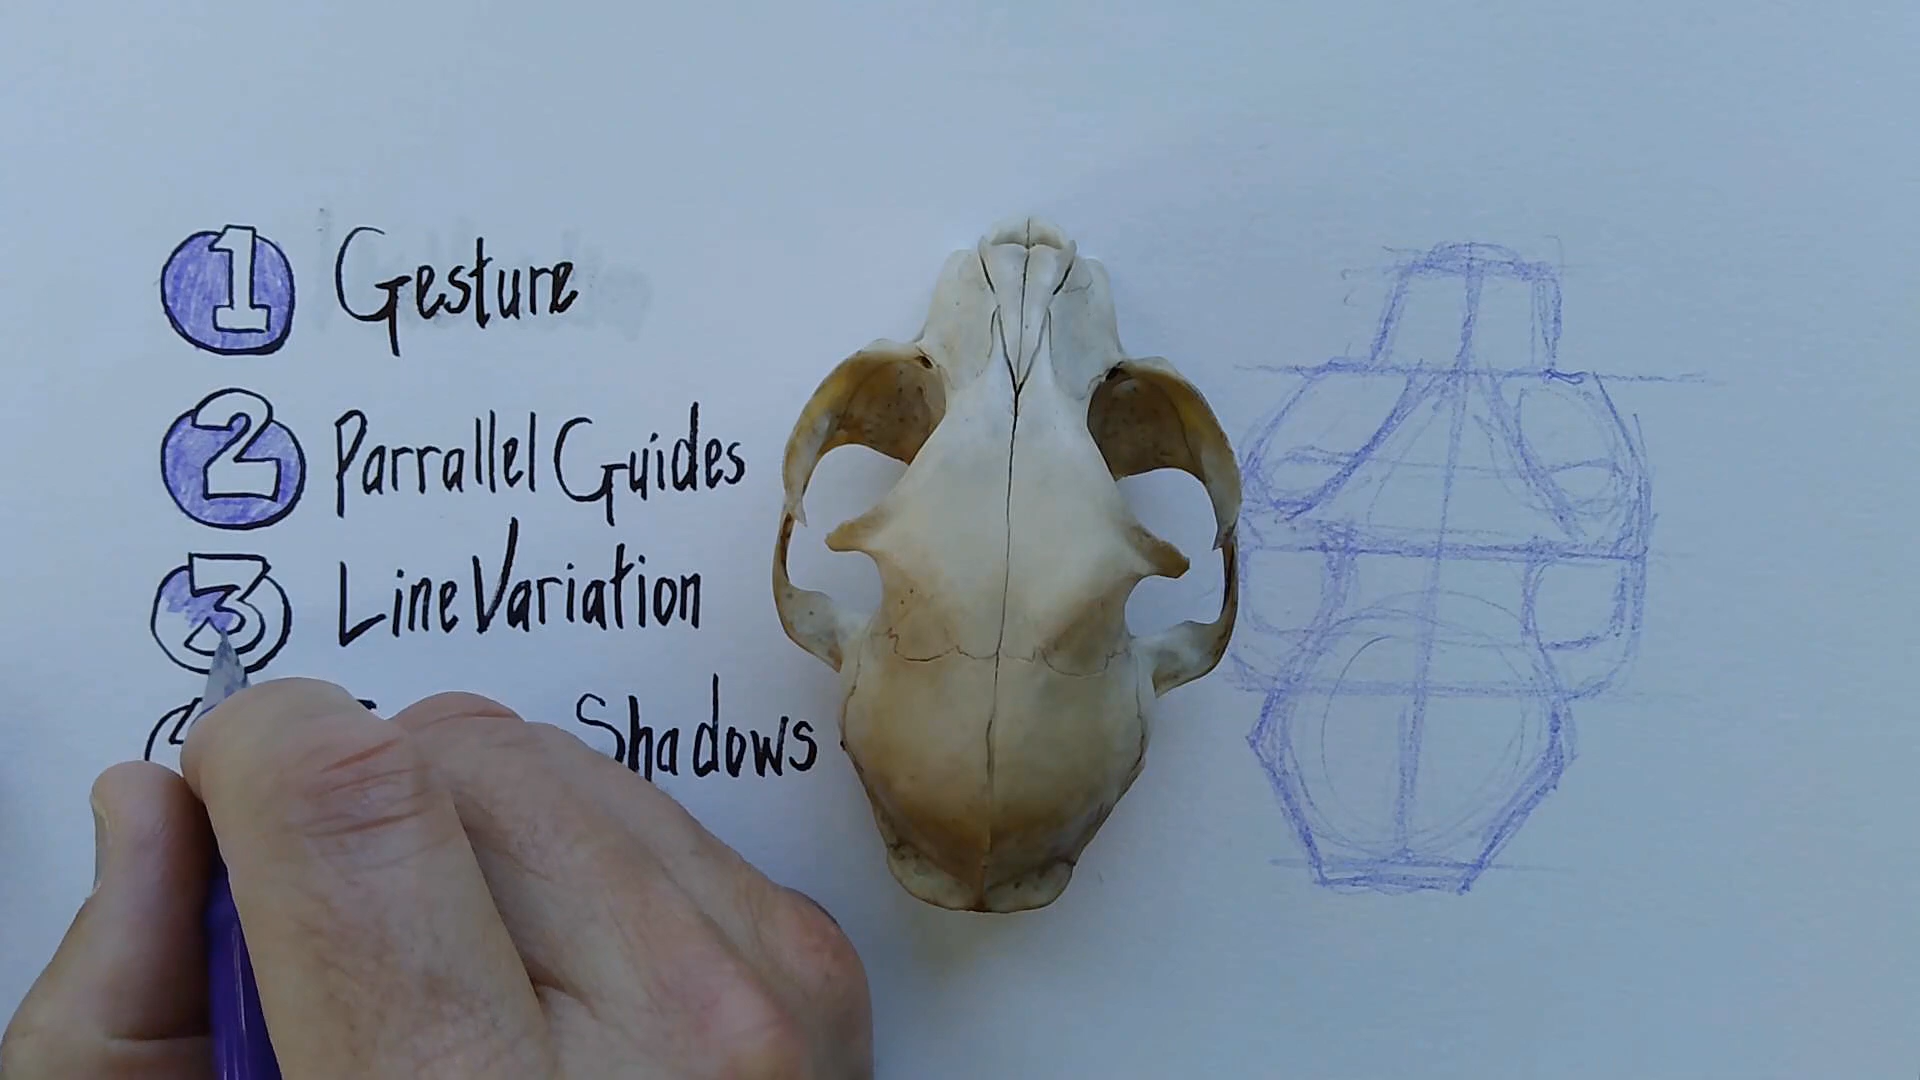 1 Gesture
2 Parrallel Guides
3 Line Variation
Shadows